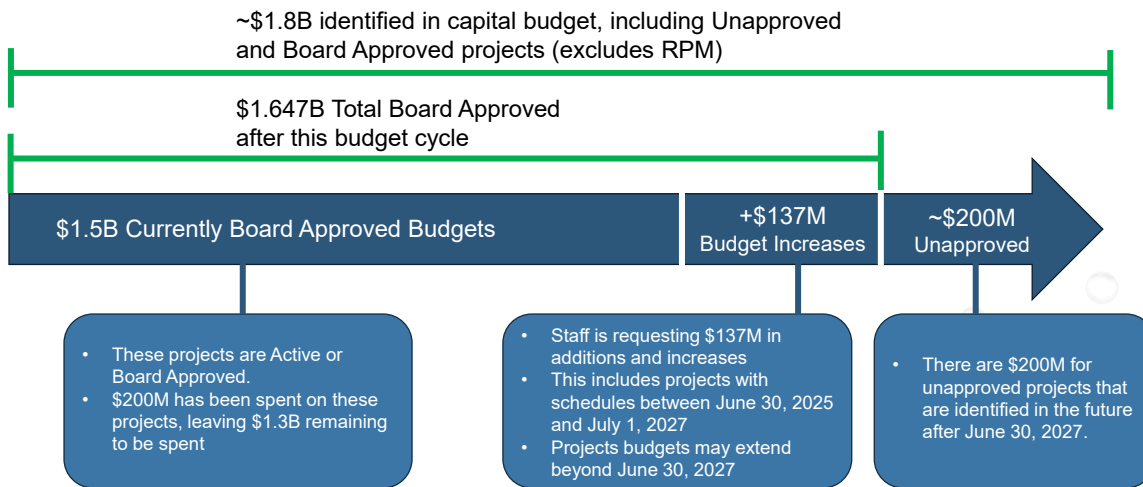 ~$1.8B identified in capital budget, including Unapproved
and Board Approved projects (excludes RPM)
$1.647B Total Board Approved
after this budget cycle
$1.5B Currently Board Approved Budgets
+$137M
Budget Increases
~$200M
Unapproved
• These projects are Active or
Board Approved.
• $200M has been spent on these
projects, leaving $1.3B remaining
to be spent
• Staff is requesting $137M in
additions and increases
• This includes projects with
schedules between June 30, 2025
and July 1, 2027
• Projects budgets may extend
beyond June 30, 2027
• There are $200M for
unapproved projects that
are identified in the future
after June 30, 2027.